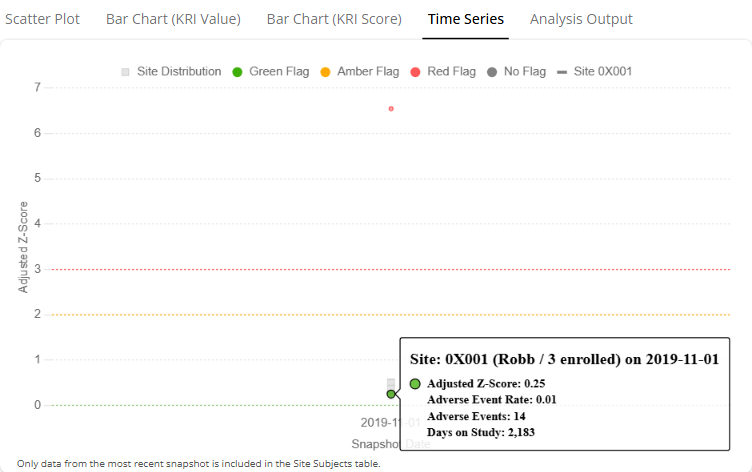 Scatter Plot Bar Chart (KRI Value) Bar Chart (KRI Score) Time Series Analysis Output
Site Distribution Green Flag Amber Flag Red Flag No Flag Site 0X001
7
6
5
4
3
2
1
0
Adjusted Z-Score
Site: 0X001 (Robb / 3 enrolled) on 2019-11-01
Adjusted Z-Score: 0.25
Adverse Event Rate: 0.01
Adverse Events: 14
Days on Study: 2,183
2019-11-01
Snapshot Date
Only data from the most recent snapshot is included in the Site Subjects table.